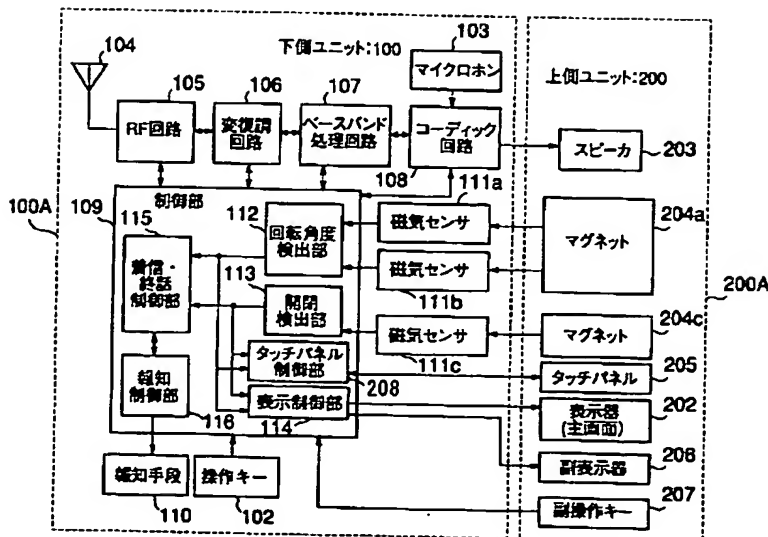 104
下側ユニット:100
103
マイクロホン
上側ユニット:200
105
106
107
RF回路
変復調
回路
ベースバンド
処理回路
コーディック
回路
108
スピーカ
203
100A
109
制御部
115
着信・
終話
制御部
112
回転角度
検出部
111a
磁気センサ
マグネット
204a
磁気センサ
111b
113
開閉
検出部
磁気センサ
111c
マグネット
204c
200A
タッチパネル
制御部
208
タッチパネル
205
報知
制御部
116
表示制御部
114
表示器
(主画面)
202
副表示器
206
報知手段
110
操作キー
102
副操作キー
207